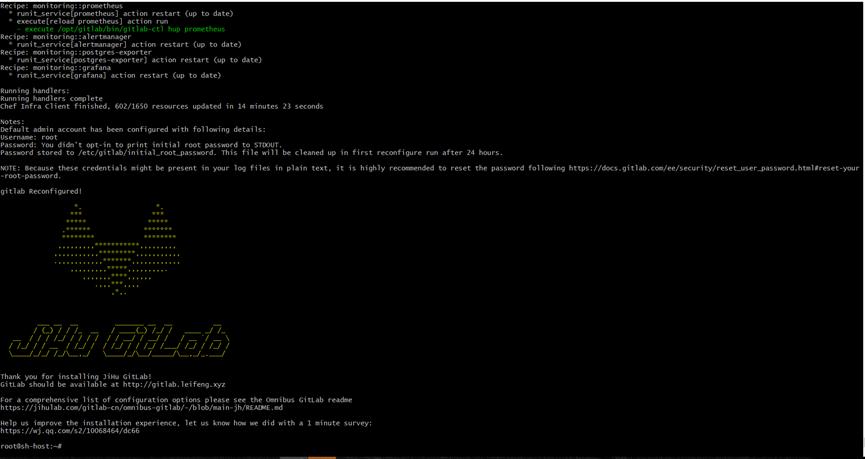 Recipe: monitoring::prometheus
* runit_service[prometheus] action restart (up to date)
* execute[reload prometheus] action run
- execute /opt/gitlab/bin/gitlab-ctl hup prometheus
Recipe: monitoring::alertmanager
* runit_service[alertmanager] action restart (up to date)
Recipe: monitoring::postgres-exporter
* runit_service[postgres-exporter] action restart (up to date)
Recipe: monitoring::grafana
* runit_service[grafana] action restart (up to date)
Running handlers:
Running handlers complete
Chef Infra Client finished, 602/1650 resources updated in 14 minutes 23 seconds
Notes:
Default admin account has been configured with following details:
Username: root
Password: You didn't opt-in to print initial root password to STDOUT.
Password stored to /etc/gitlab/initial_root_password. This file will be cleaned up in first reconfigure run after 24 hours.
NOTE: Because these credentials might be present in your log files in plain text, it is highly recommended to reset the password following https://docs.gitlab.com/ee/security/reset_user_password.html#reset-your
-root-password.
gitlab Reconfigured!
JiHu GitLab
Thank you for installing JiHu GitLab!
GitLab should be available at http://gitlab.leifeng.xyz
For a comprehensive list of configuration options please see the Omnibus GitLab readme
https://jihulab.com/gitlab-cn/omnibus-gitlab/-/blob/main-jh/README.md
Help us improve the installation experience, let us know how we did with a 1 minute survey:
https://wj.qq.com/s2/10068464/dc66
root@sh-host:~#